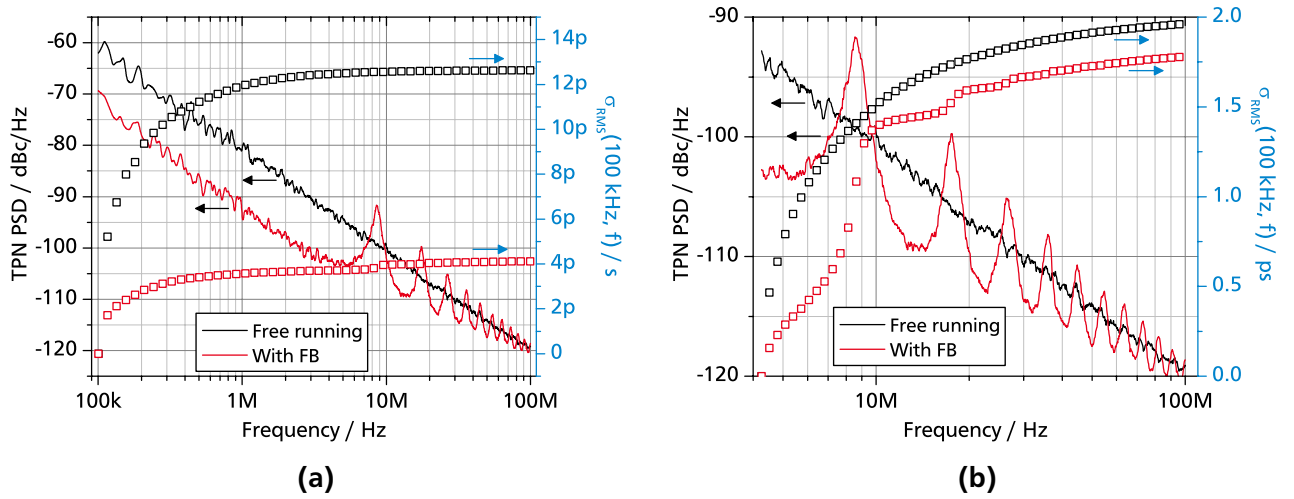 -60
-70
-80
-90
-100
-110
-120
TPN PSD / dBc/Hz
14p
12p
10p
8p
6p
4p
2p
0
σRMS(100 kHz, f) / s
Free running
With FB
100k
1M
10M
100M
Frequency / Hz
(a)
-90
-100
-110
-120
TPN PSD / dBc/Hz
2.0
1.5
1.0
0.5
0.0
σRMS(100 kHz, f) / ps
Free running
With FB
10M
100M
Frequency / Hz
(b)